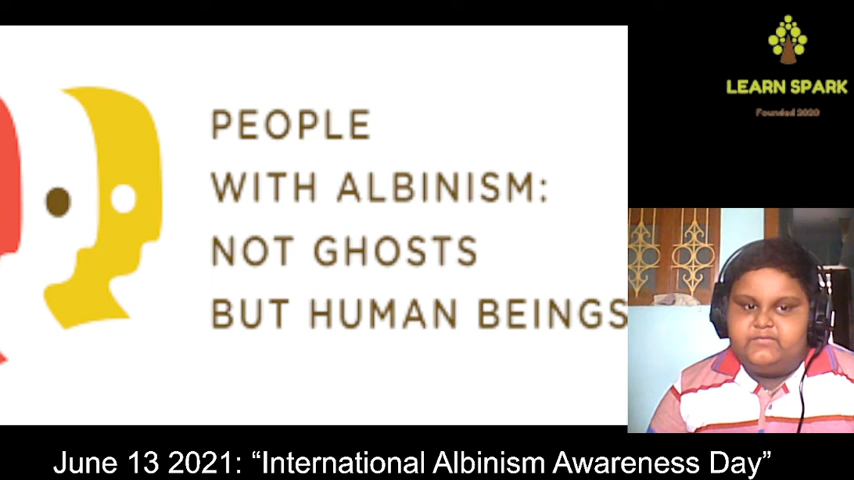 PEOPLE
WITH ALBINISM:
NOT GHOSTS
BUT HUMAN BEINGS
LEARN SPARK
Founded 2020
June 13 2021: “International Albinism Awareness Day”